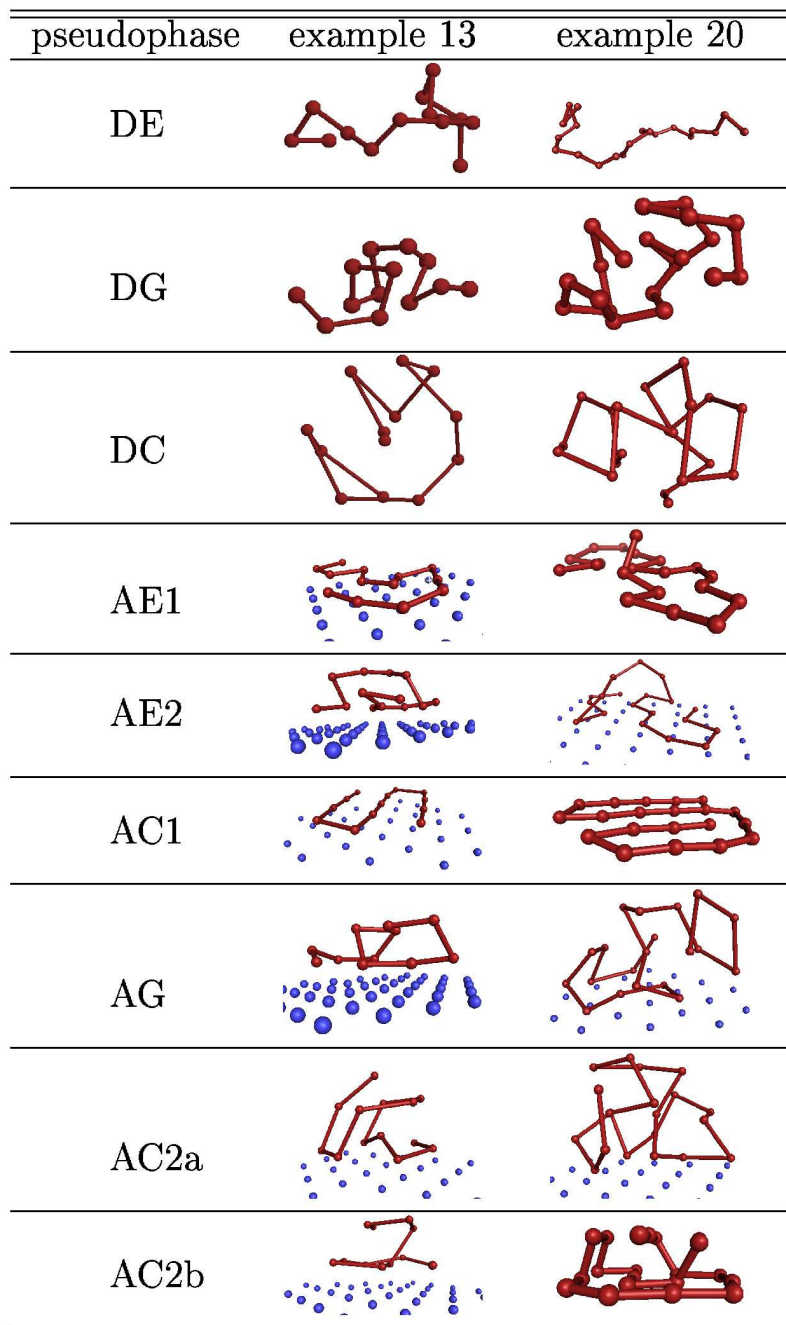 pseudophase example 13 example 20
DE
DG
DC
AE1
AE2
AC1
AG
AC2a
AC2b